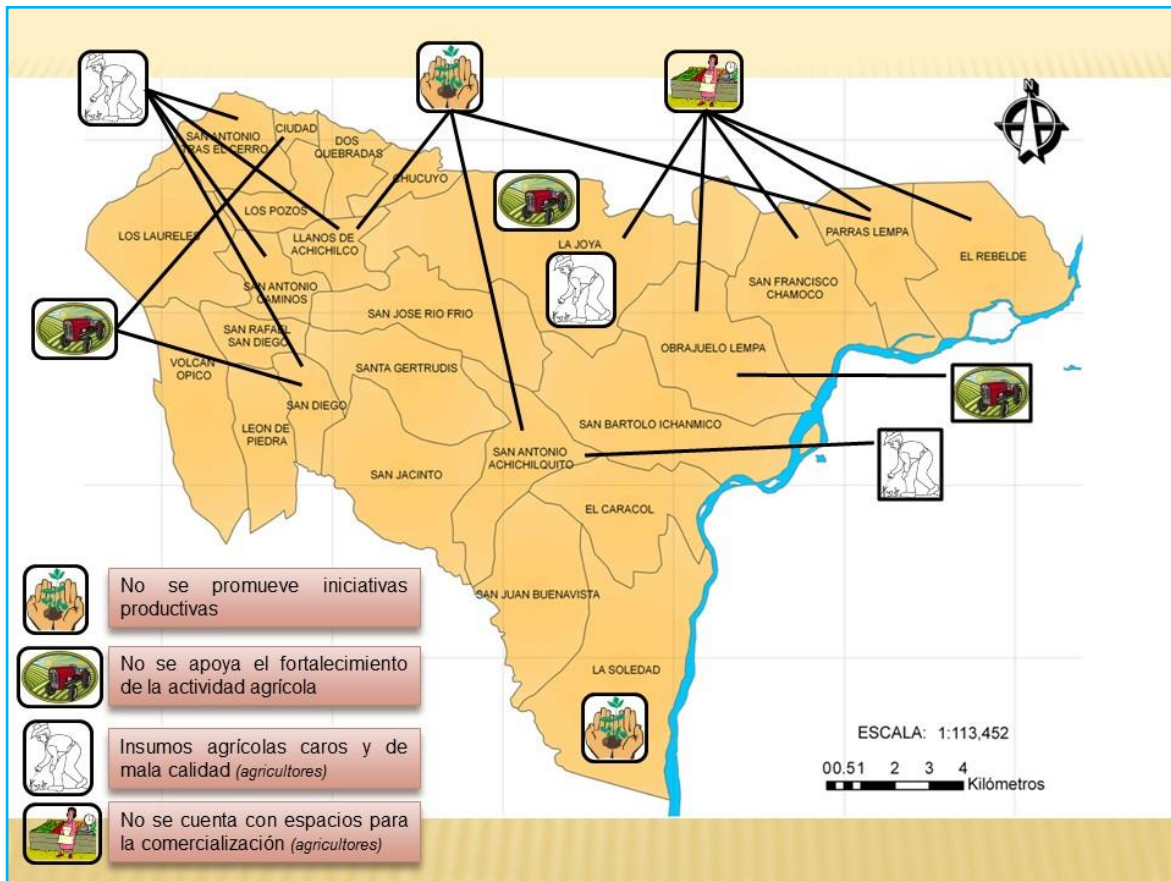 N
SAN ANTONIO
TRAS EL CERRO
CIUDAD
DOS
QUEBRADAS
CHUCUYO
LOS POZOS
LOS LAURELES
LLANOS DE
ACHICHILCO
LA JOYA
PARRAS LEMPA
EL REBELDE
SAN FRANCISCO
CHAMOCO
SAN ANTONIO
CAMINOS
SAN JOSE RIO FRIO
SAN RAFAEL
SAN DIEGO
OBRAJUELO LEMPA
VOLCAN
OPICO
SANTA GERTRUDIS
SAN DIEGO
LEON DE
PIEDRA
SAN BARTOLO ICHANMICO
SAN ANTONIO
ACHICHILQUITO
SAN JACINTO
EL CARACOL
SAN JUAN BUENAVISTA
LA SOLEDAD
No se promueve iniciativas
productivas
No se apoya el fortalecimiento
de la actividad agrícola
Insumos agrícolas caros y de
mala calidad (agricultores)
No se cuenta con espacios para
la comercialización (agricultores)
ESCALA: 1:113,452
00.51 2 3 4
Kilómetros